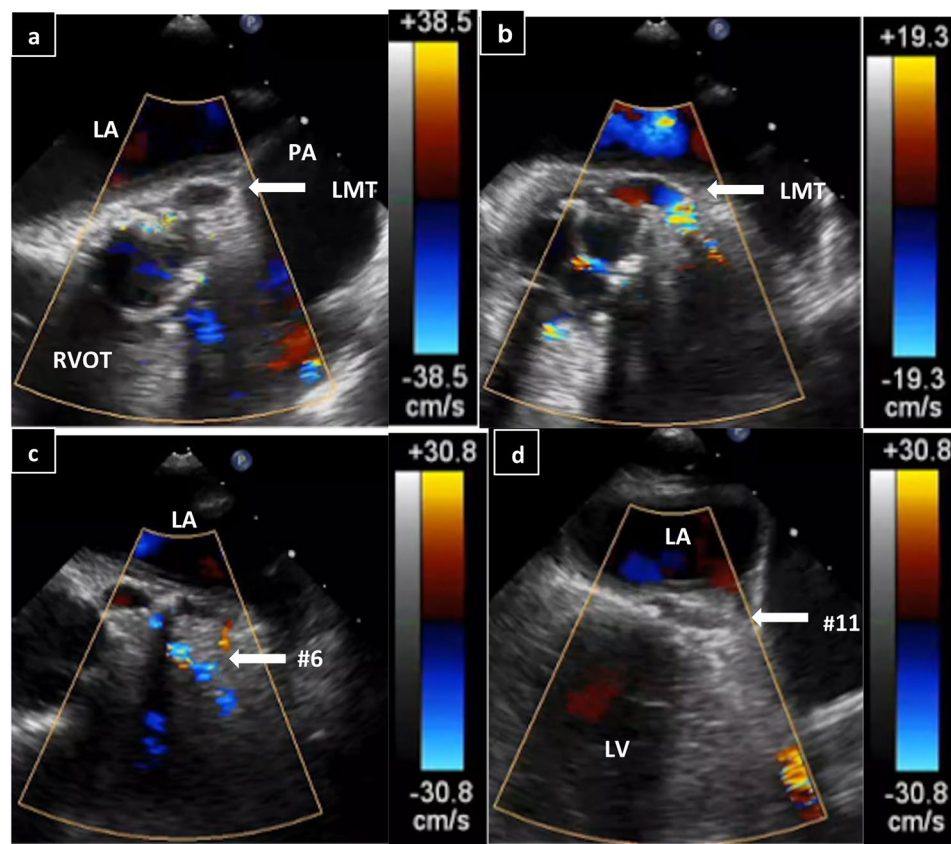 a
P
+38.5
LA
PA
LMT
RVOT
-38.5
cm/s
b
P
+19.3
LMT
-19.3
cm/s
c
P
+30.8
LA
#6
-30.8
cm/s
d
P
+30.8
LA
#11
LV
-30.8
cm/s